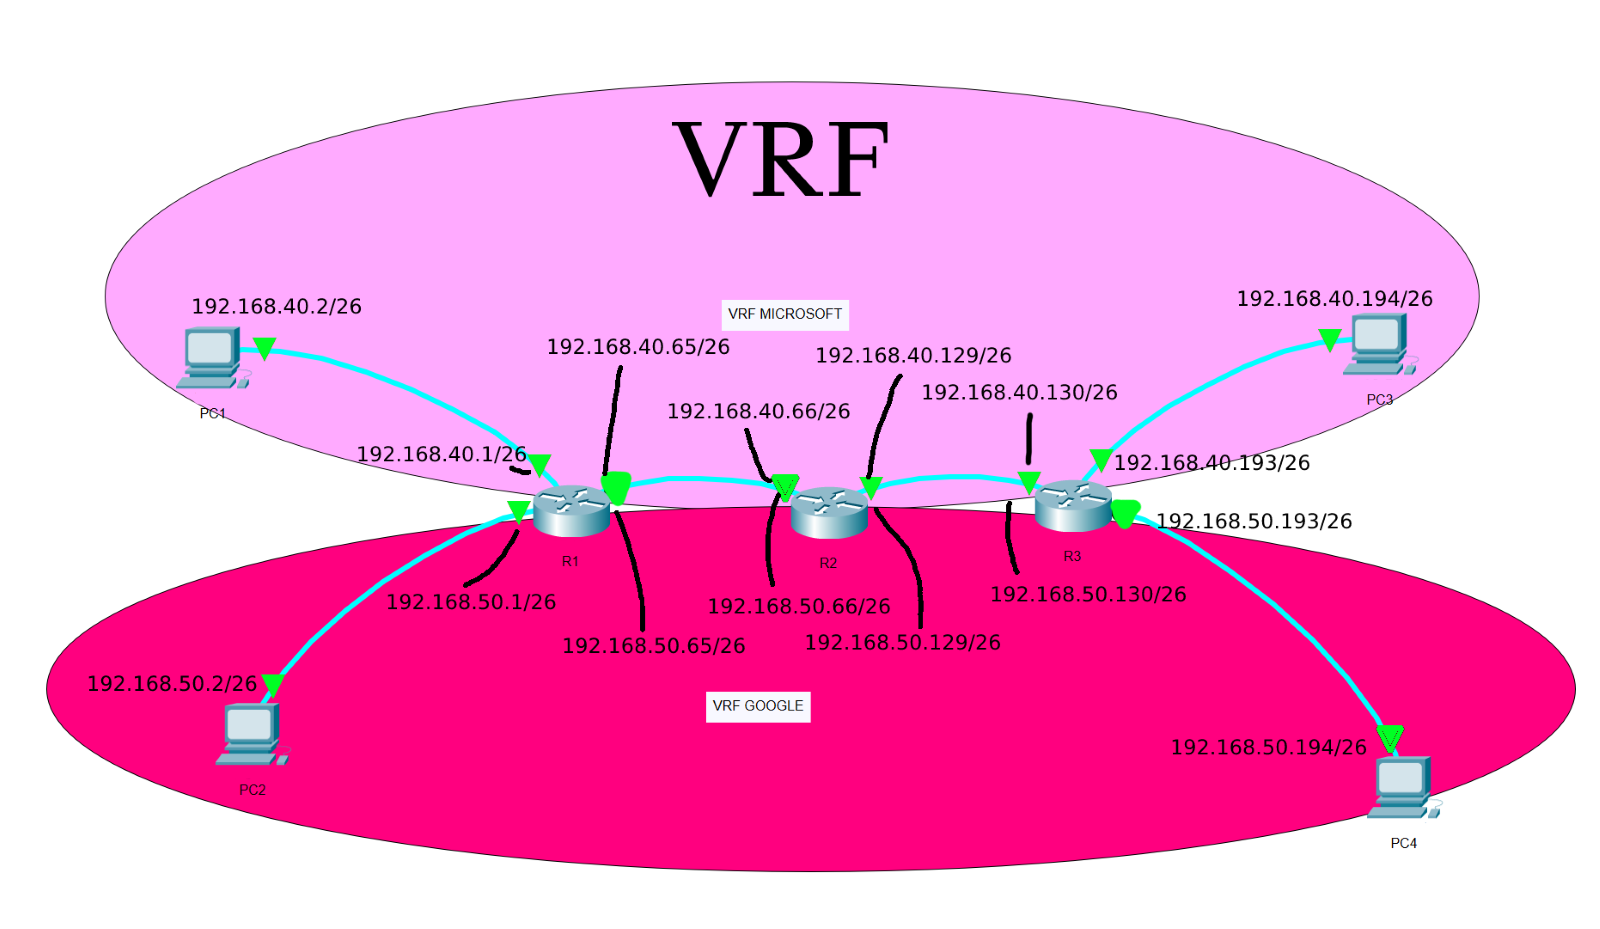 VRF
192.168.40.2/26
192.168.40.194/26
VRF MICROSOFT
192.168.40.65/26
192.168.40.129/26
192.168.40.130/26
PC1
PC3
192.168.40.66/26
192.168.40.1/26
192.168.40.193/26
192.168.50.193/26
R1
R2
R3
192.168.50.1/26
192.168.50.66/26
192.168.50.130/26
192.168.50.65/26
192.168.50.129/26
192.168.50.2/26
VRF GOOGLE
192.168.50.194/26
PC2
PC4